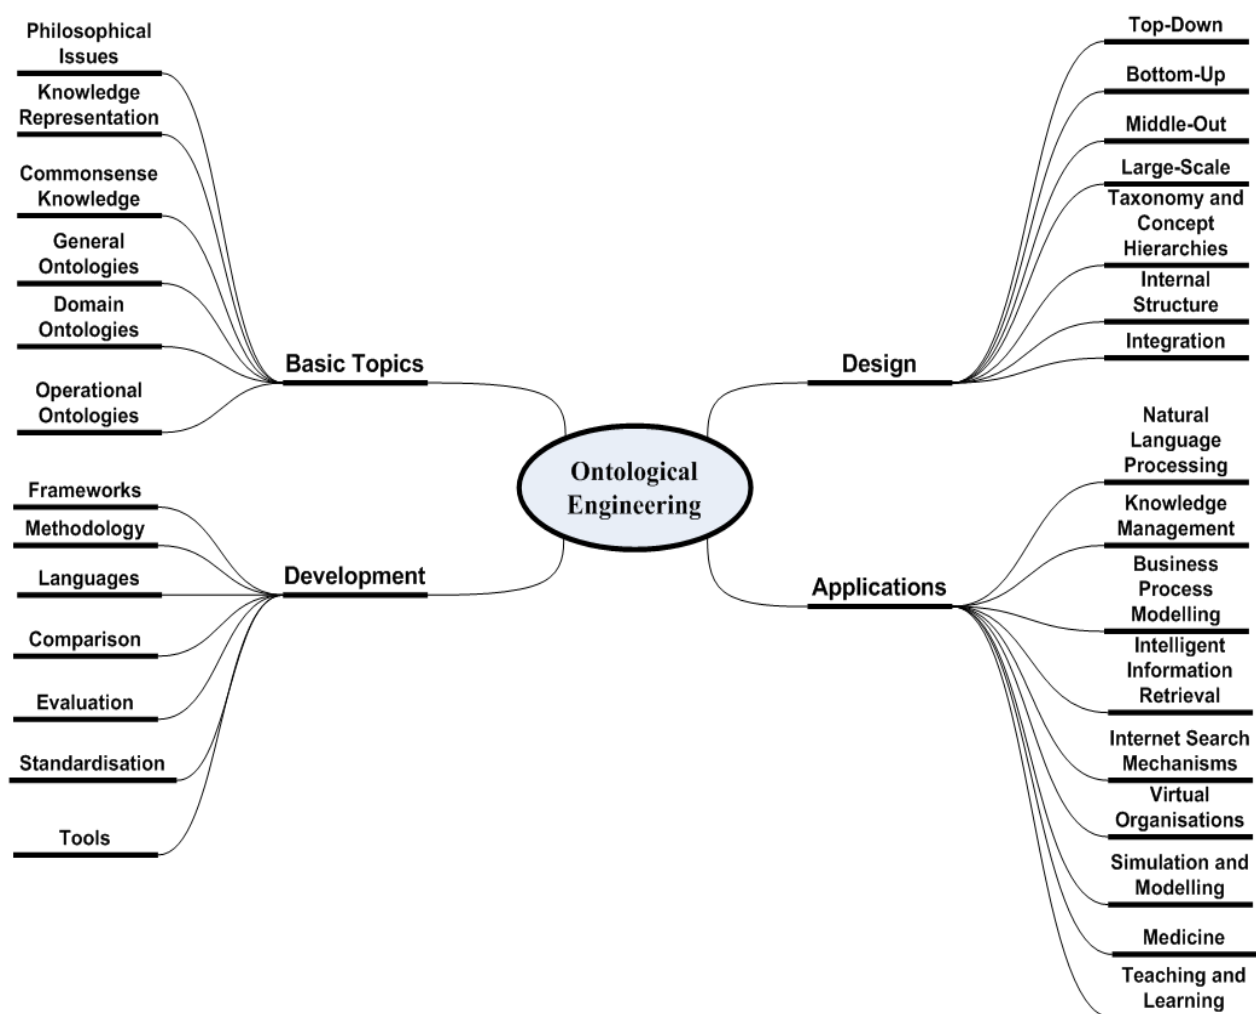 Philosophical
Issues
Knowledge
Representation
Commonsense
Knowledge
General
Ontologies
Domain
Ontologies
Operational
Ontologies
Basic Topics
Frameworks
Methodology
Languages
Comparison
Evaluation
Standardisation
Tools
Development
Ontological
Engineering
Design
Top-Down
Bottom-Up
Middle-Out
Large-Scale
Taxonomy and
Concept
Hierarchies
Internal
Structure
Integration
Applications
Natural
Language
Processing
Knowledge
Management
Business
Process
Modelling
Intelligent
Information
Retrieval
Internet Search
Mechanisms
Virtual
Organisations
Simulation and
Modelling
Medicine
Teaching and
Learning